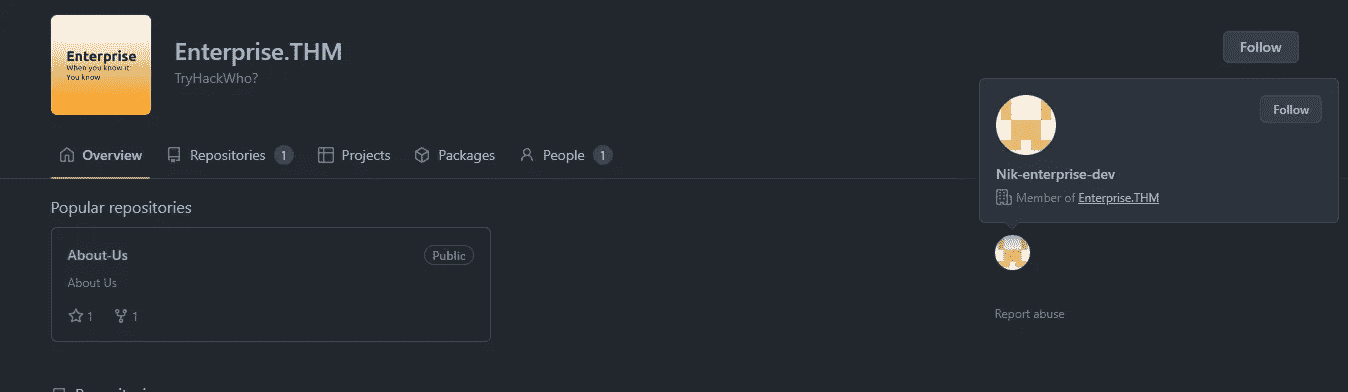 Enterprise
When you know it:
You know
Enterprise.THM
TryHackWho?
Follow
Overview
Repositories 1
Projects
Packages
People 1
Follow
Nik-enterprise-dev
Member of Enterprise.THM
Popular repositories
About-Us Public
About Us
1 1
Report abuse